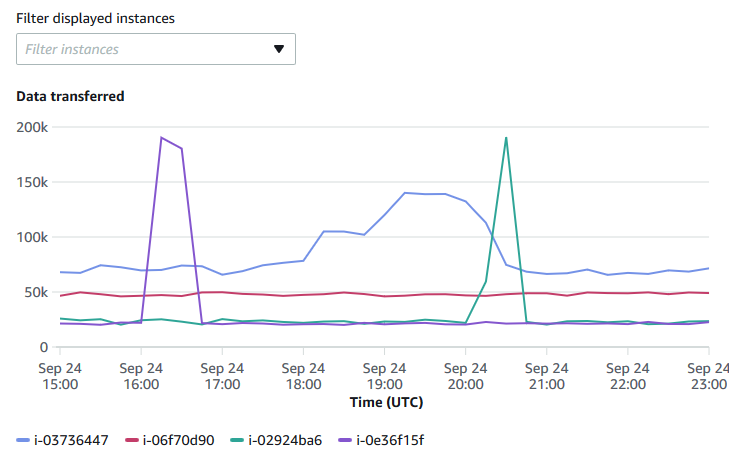 Filter displayed instances
Filter instances
Data transferred
200k
150k
100k
50k
0
Sep 24 Sep 24 Sep 24 Sep 24 Sep 24 Sep 24 Sep 24 Sep 24 Sep 24
15:00 16:00 17:00 18:00 19:00 20:00 21:00 22:00 23:00
Time (UTC)
i-03736447 i-06f70d90 i-02924ba6 i-0e36f15f